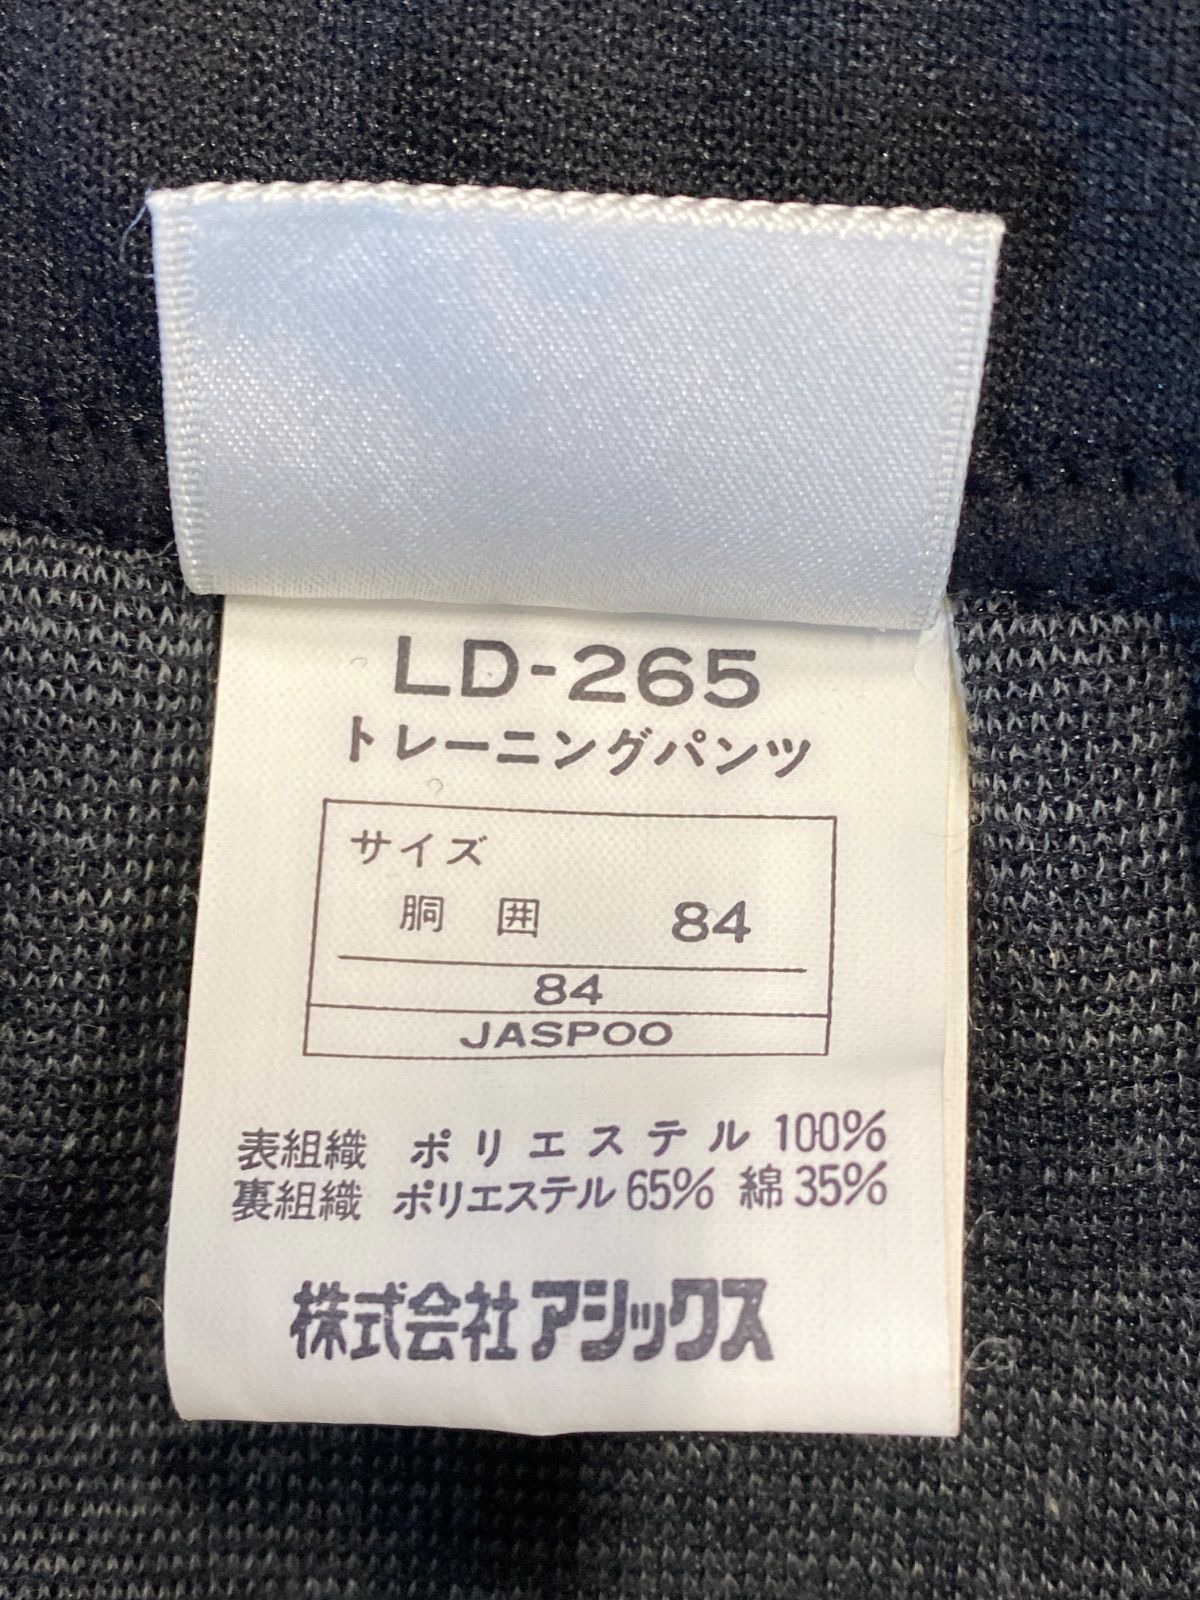 LD-265
トレーニングパンツ
サイズ
胴囲 84
84
JASPOO
表組織 ポリエステル 100%
裏組織 ポリエステル 65% 綿 35%
株式会社アシックス